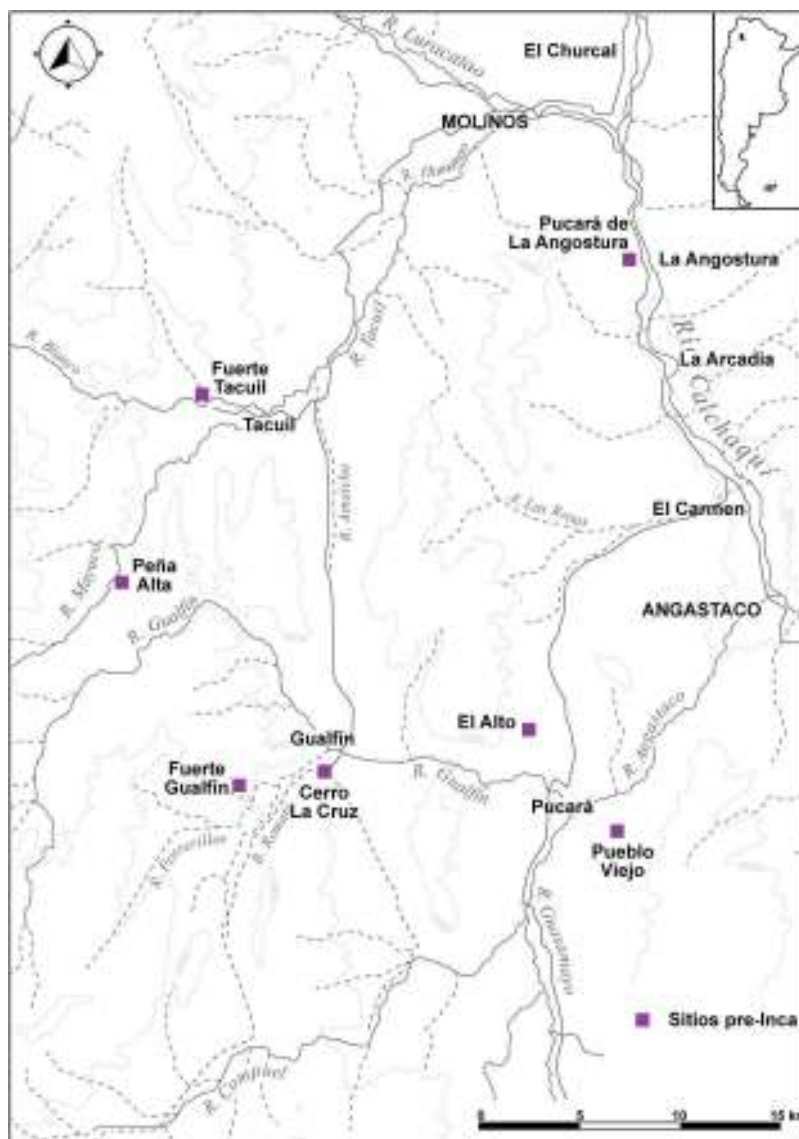 R. Luracatao
El Churcal
MOLINOS
Pucará de
La Angostura
La Angostura
Río Calchaquí
La Arcadia
R. Blanco
R. Tacuil
Fuerte
Tacuil
Tacuil
El Carmen
Peña
Alta
R. Gualfín
ANGASTACO
El Alto
R. Angastaco
Gualfín
R. Gualfín
Fuerte
Gualfín
Cerro
La Cruz
Pucará
Pueblo
Viejo
R. Guasamayo
Sitios pre-Inca
R. Compuel
0 5 10 15 km